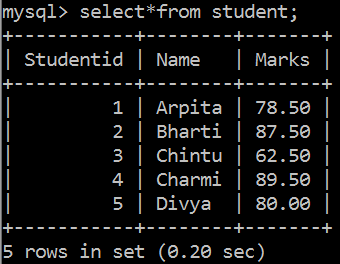 mysql> select*from student;
+-----------+---------+-------+
| Studentid | Name    | Marks |
+-----------+---------+-------+
|         1 | Arpita  | 78.50 |
|         2 | Bharti  | 87.50 |
|         3 | Chintu  | 62.50 |
|         4 | Charmi  | 89.50 |
|         5 | Divya   | 80.00 |
+-----------+---------+-------+
5 rows in set (0.20 sec)